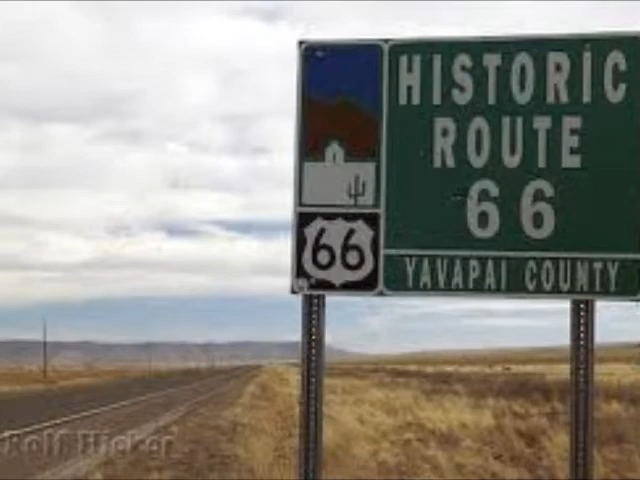 HISTORIC
ROUTE
66
66
YAVAPAI COUNTY
Rolf Hicker